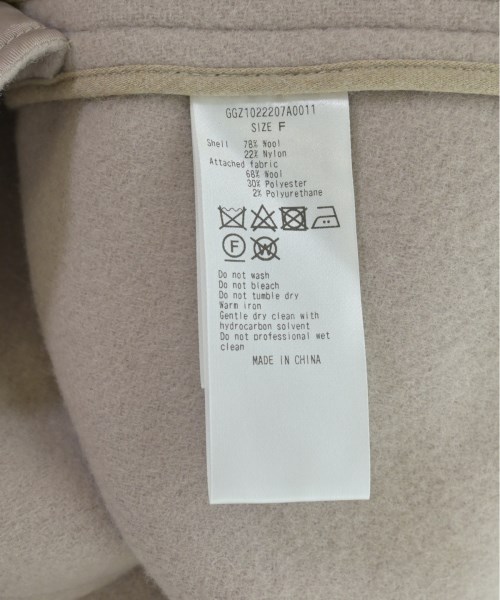 GGZ1022207A0011
SIZE F
Shell 78% Wool
22% Nylon
Attached fabric
68% Wool
30% Polyester
2% Polyurethane
F W
Do not wash
Do not bleach
Do not tumble dry
Warm iron
Gentle dry clean with
hydrocarbon solvent
Do not professional wet
clean
MADE IN CHINA